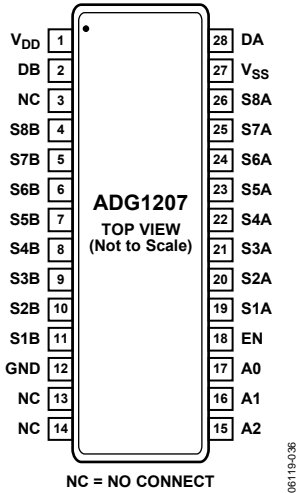 VDD 1 28 DA
DB 2 27 VSS
NC 3 26 S8A
S8B 4 25 S7A
S7B 5 24 S6A
S6B 6 23 S5A
S5B 7 22 S4A
S4B 8 21 S3A
S3B 9 20 S2A
S2B 10 19 S1A
S1B 11 18 EN
GND 12 17 A0
NC 13 16 A1
NC 14 15 A2
ADG1207
TOP VIEW
(Not to Scale)
NC = NO CONNECT
06119-036